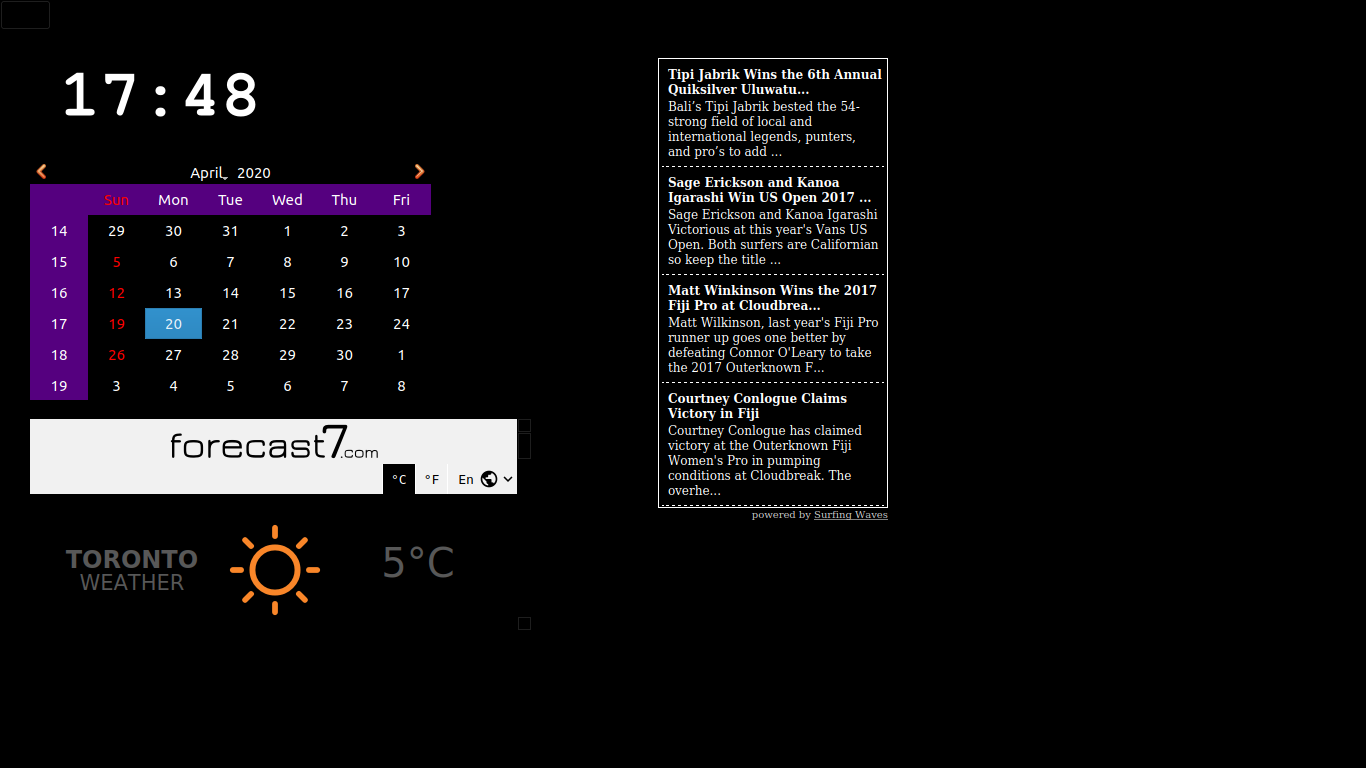 17:48
April, 2020
Sun Mon Tue Wed Thu Fri
14 29 30 31 1 2 3
15 5 6 7 8 9 10
16 12 13 14 15 16 17
17 19 20 21 22 23 24
18 26 27 28 29 30 1
19 3 4 5 6 7 8
forecast7.com
°C °F En
TORONTO
WEATHER
5°C
Tipi Jabrik Wins the 6th Annual
Quiksilver Uluwatu...
Bali’s Tipi Jabrik bested the 54-
strong field of local and
international legends, punters,
and pro’s to add ...
Sage Erickson and Kanoa
Igarashi Win US Open 2017 ...
Sage Erickson and Kanoa Igarashi
Victorious at this year's Vans US
Open. Both surfers are Californian
so keep the title ...
Matt Winkinson Wins the 2017
Fiji Pro at Cloudbrea...
Matt Wilkinson, last year's Fiji Pro
runner up goes one better by
defeating Connor O'Leary to take
the 2017 Outerknown F...
Courtney Conlogue Claims
Victory in Fiji
Courtney Conlogue has claimed
victory at the Outerknown Fiji
Women's Pro in pumping
conditions at Cloudbreak. The
overhe...
powered by Surfing Waves